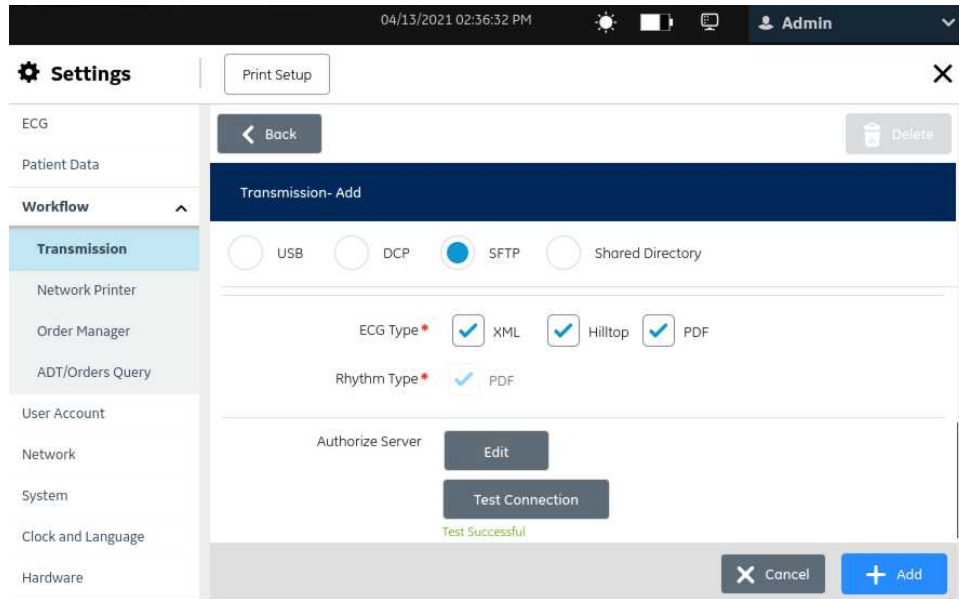 04/13/2021 02:36:32 PM
Admin
Settings
Print Setup
ECG
Patient Data
Workflow
Transmission
Network Printer
Order Manager
ADT/Orders Query
User Account
Network
System
Clock and Language
Hardware
Back
Delete
Transmission- Add
USB DCP SFTP Shared Directory
ECG Type* XML Hilltop PDF
Rhythm Type* PDF
Authorize Server Edit
Test Connection
Test Successful
Cancel
Add